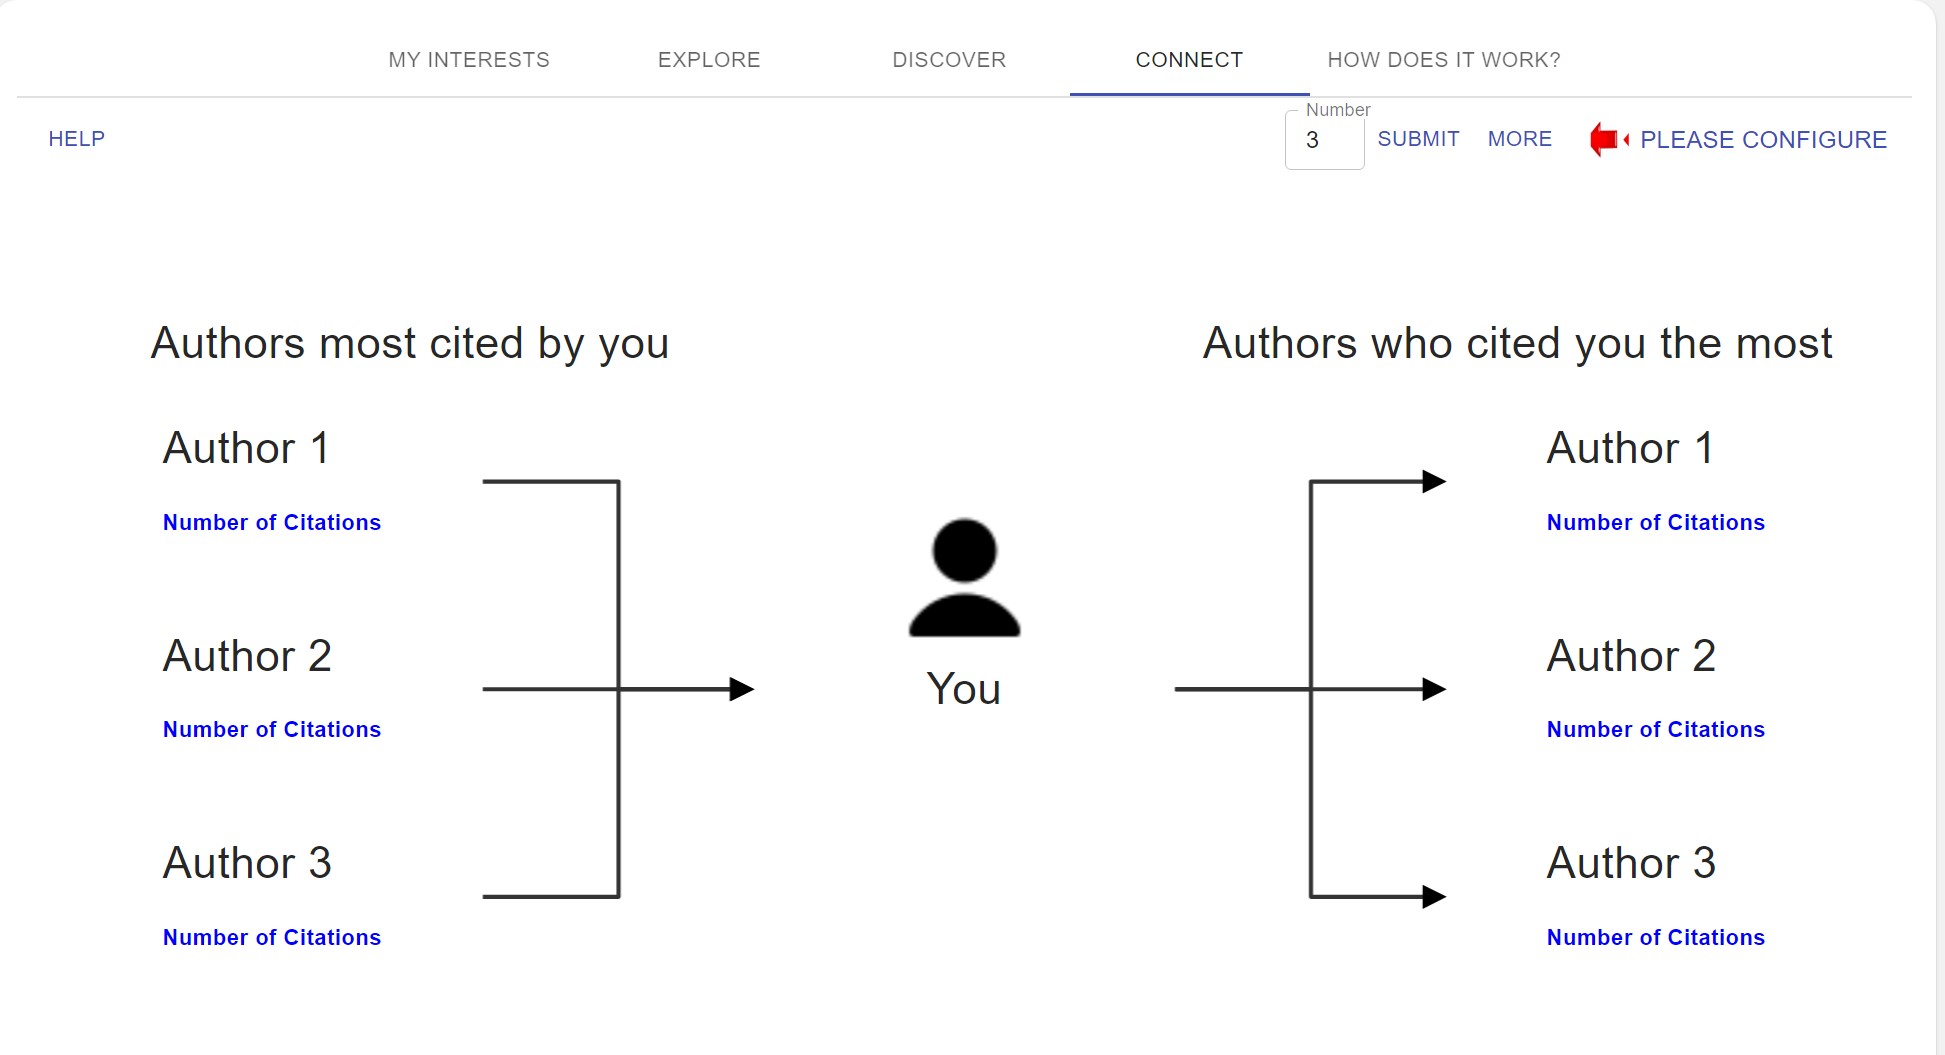 MY INTERESTS EXPLORE DISCOVER CONNECT HOW DOES IT WORK?
HELP
Number
3
SUBMIT MORE PLEASE CONFIGURE
Authors most cited by you
Authors who cited you the most
Author 1
Number of Citations
Author 2
Number of Citations
Author 3
Number of Citations
You
Author 1
Number of Citations
Author 2
Number of Citations
Author 3
Number of Citations